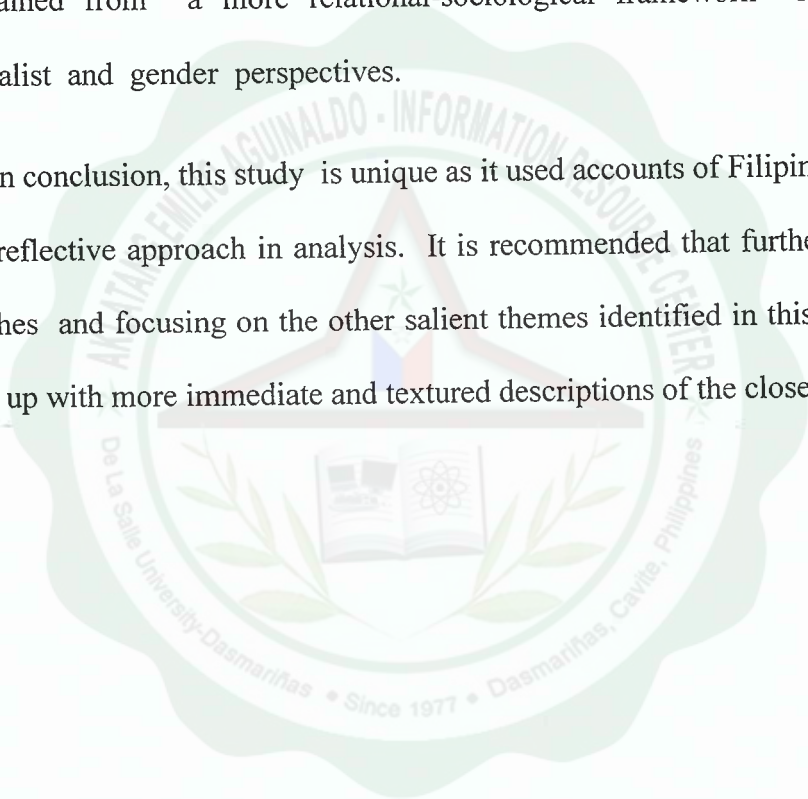 a more relational-sociological
alist and gender perspectives.
n conclusion, this study is unique as it used accounts of Filipin
reflective approach in analysis. It is recommended that furthe
hes and focusing on the other salient themes identified in this
up with more immediate and textured descriptions of the close
AKLATANG EMILIO AGUINALDO - INFORMATION RESOURCE CENTER
De La Salle University-Dasmariñas • Since 1977 • Dasmariñas, Cavite, Philippines